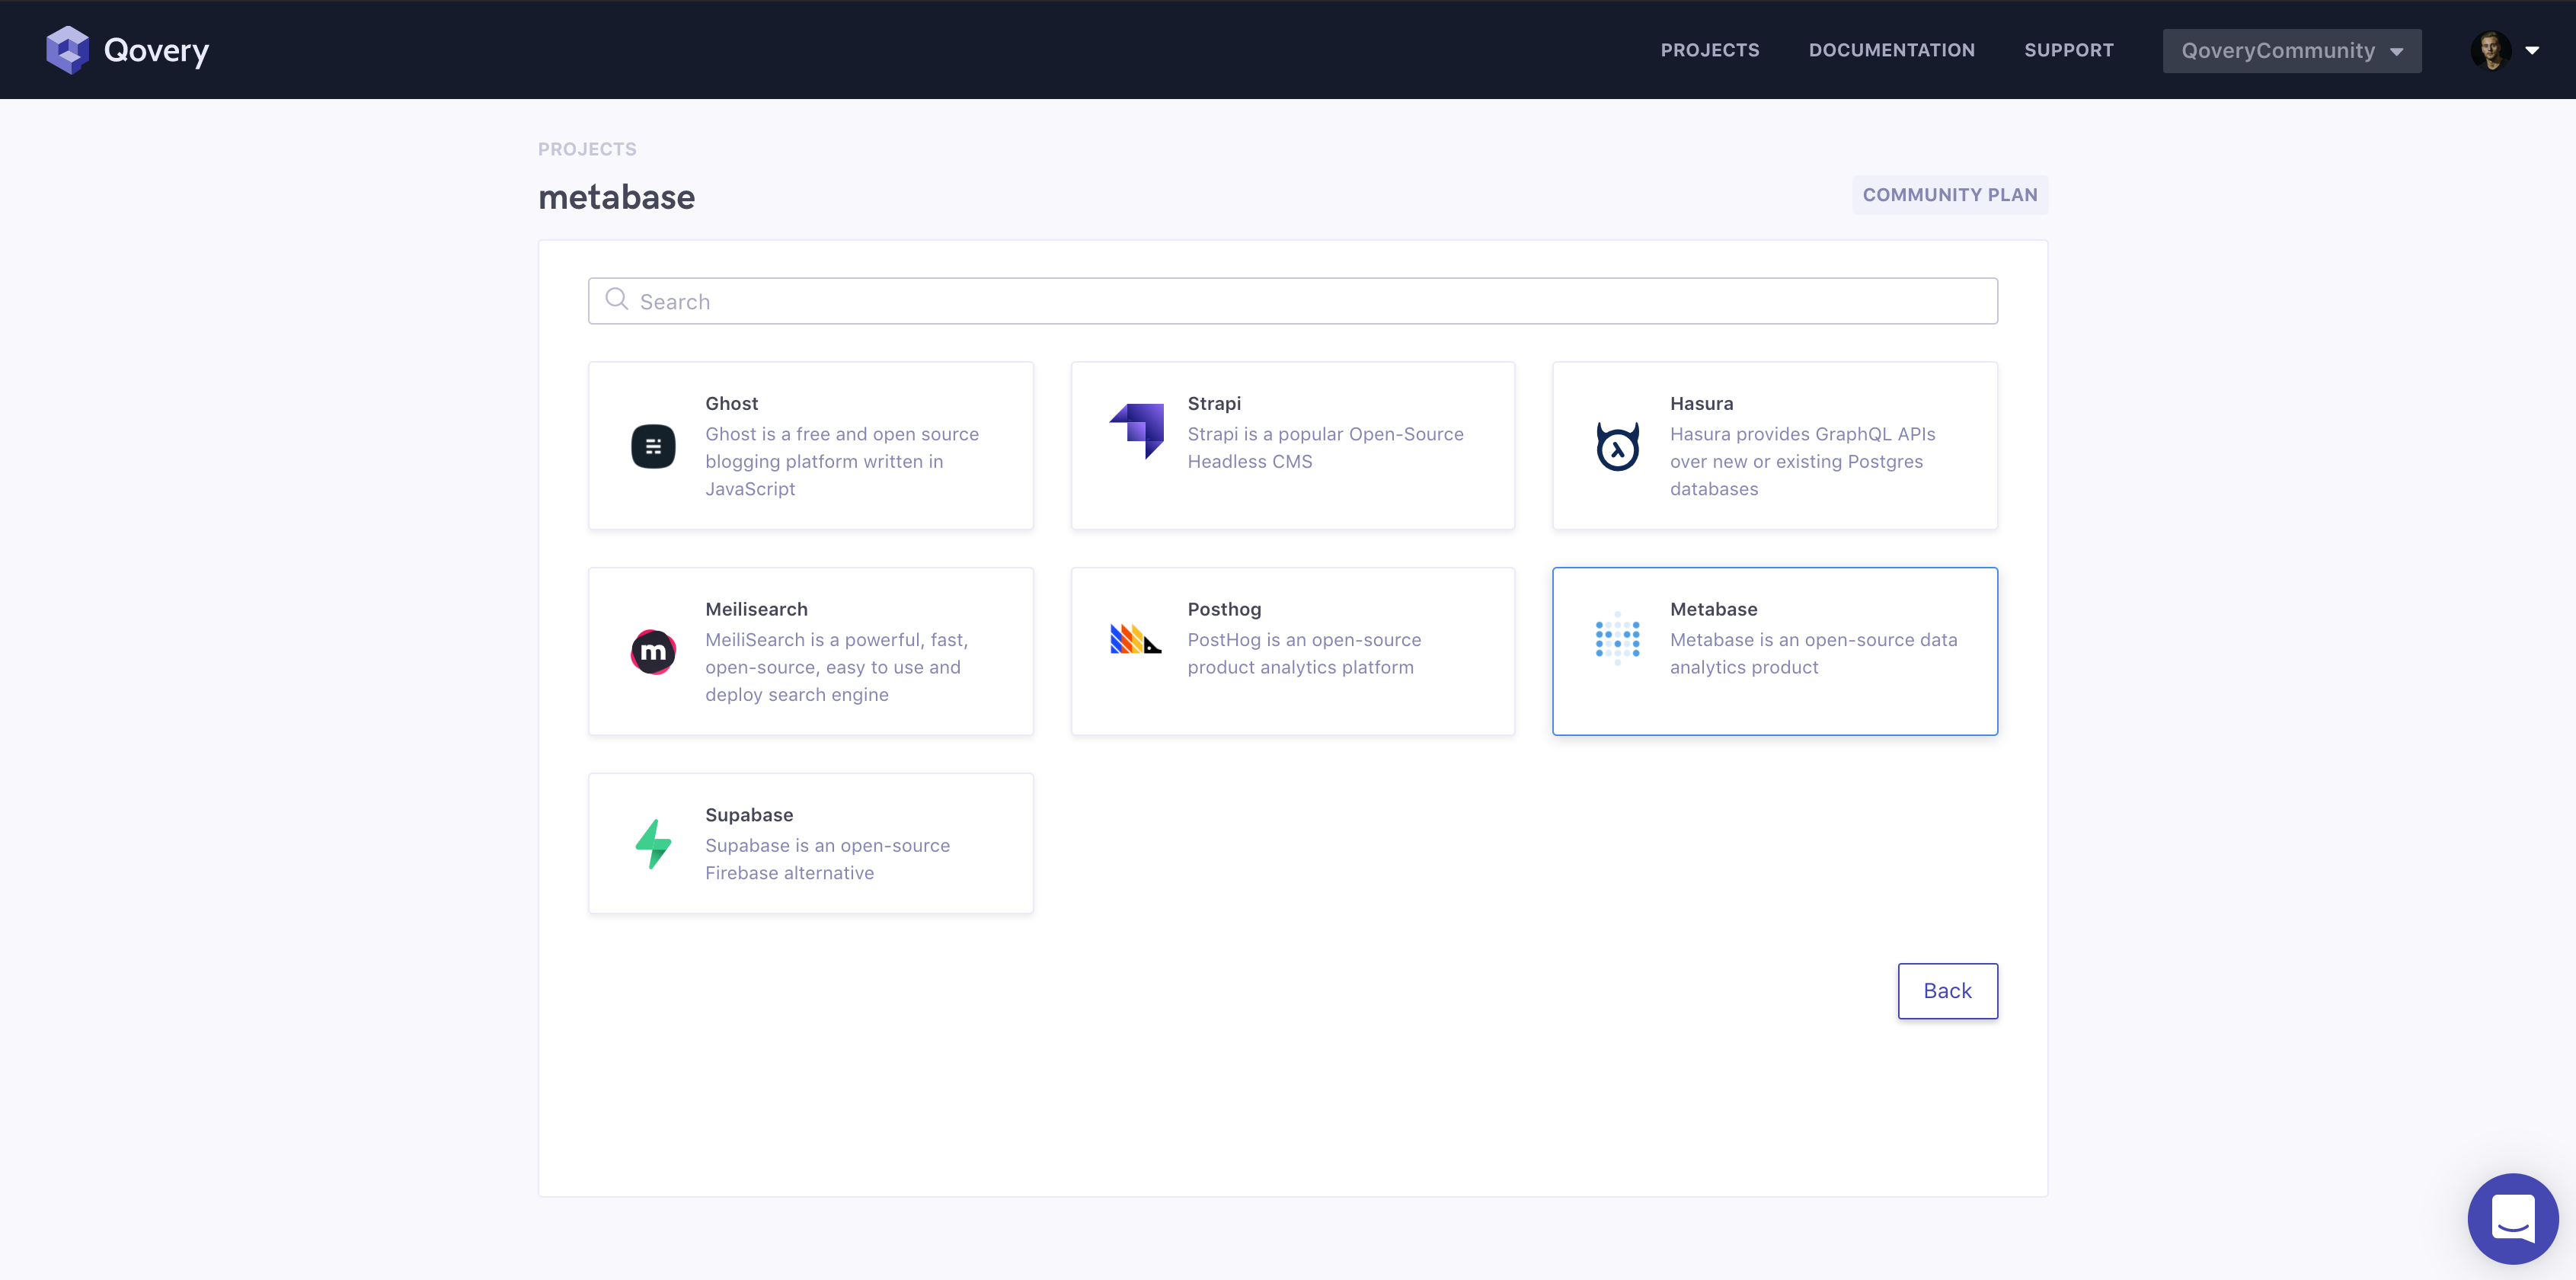 Qovery
PROJECTS
DOCUMENTATION
SUPPORT
QoveryCommunity
PROJECTS
metabase
COMMUNITY PLAN
Search
Ghost
Ghost is a free and open source
blogging platform written in
JavaScript
Strapi
Strapi is a popular Open-Source
Headless CMS
Hasura
Hasura provides GraphQL APIs
over new or existing Postgres
databases
m
Meilisearch
MeiliSearch is a powerful, fast,
open-source, easy to use and
deploy search engine
Posthog
PostHog is an open-source
product analytics platform
Metabase
Metabase is an open-source data
analytics product
Supabase
Supabase is an open-source
Firebase alternative
Back